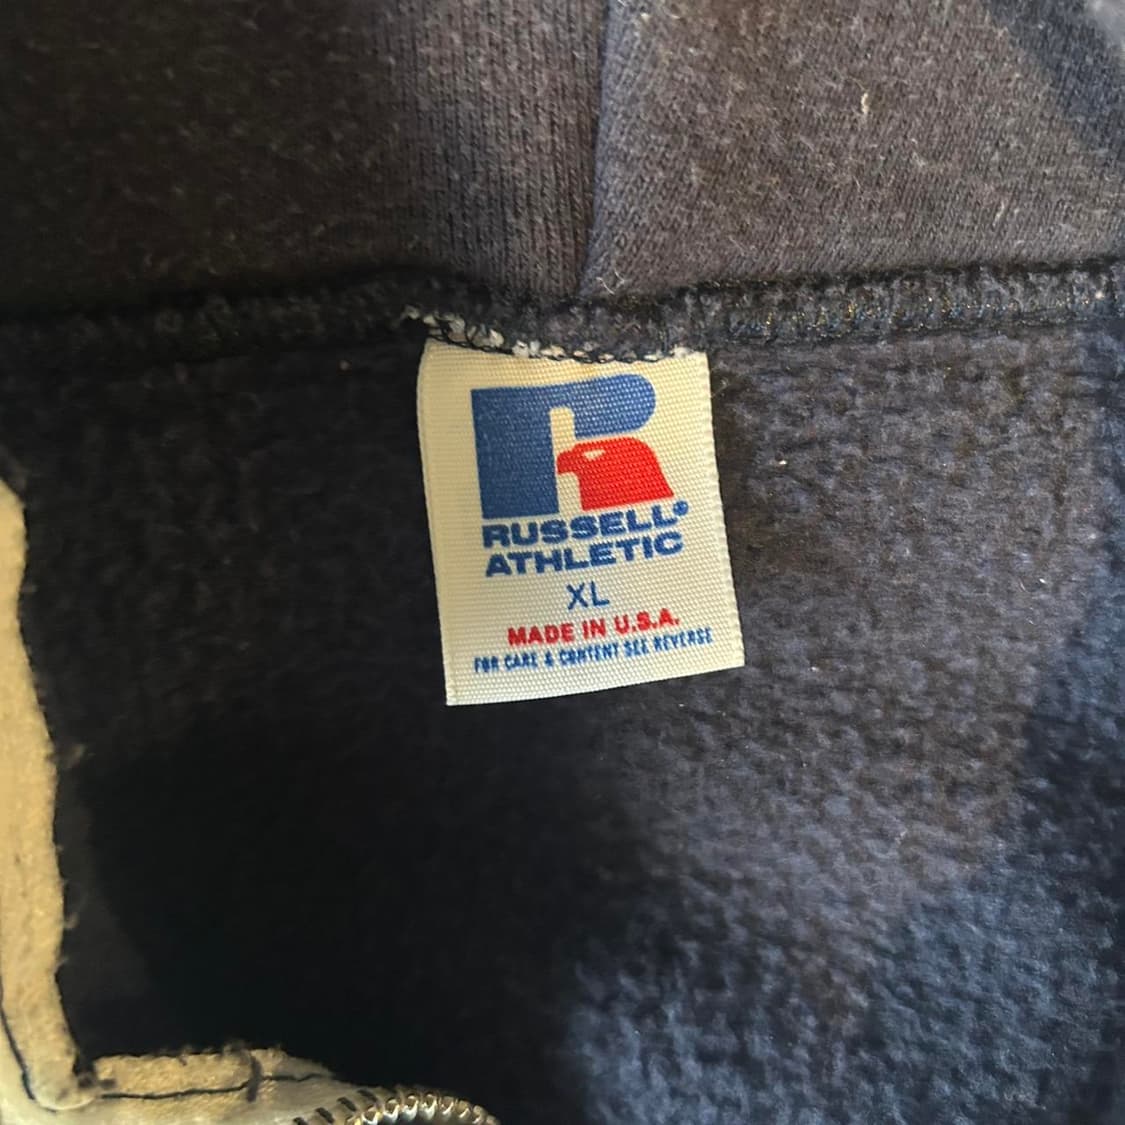 RUSSELL®
ATHLETIC
XL
MADE IN U.S.A.
FOR CARE & CONTENT SEE REVERSE